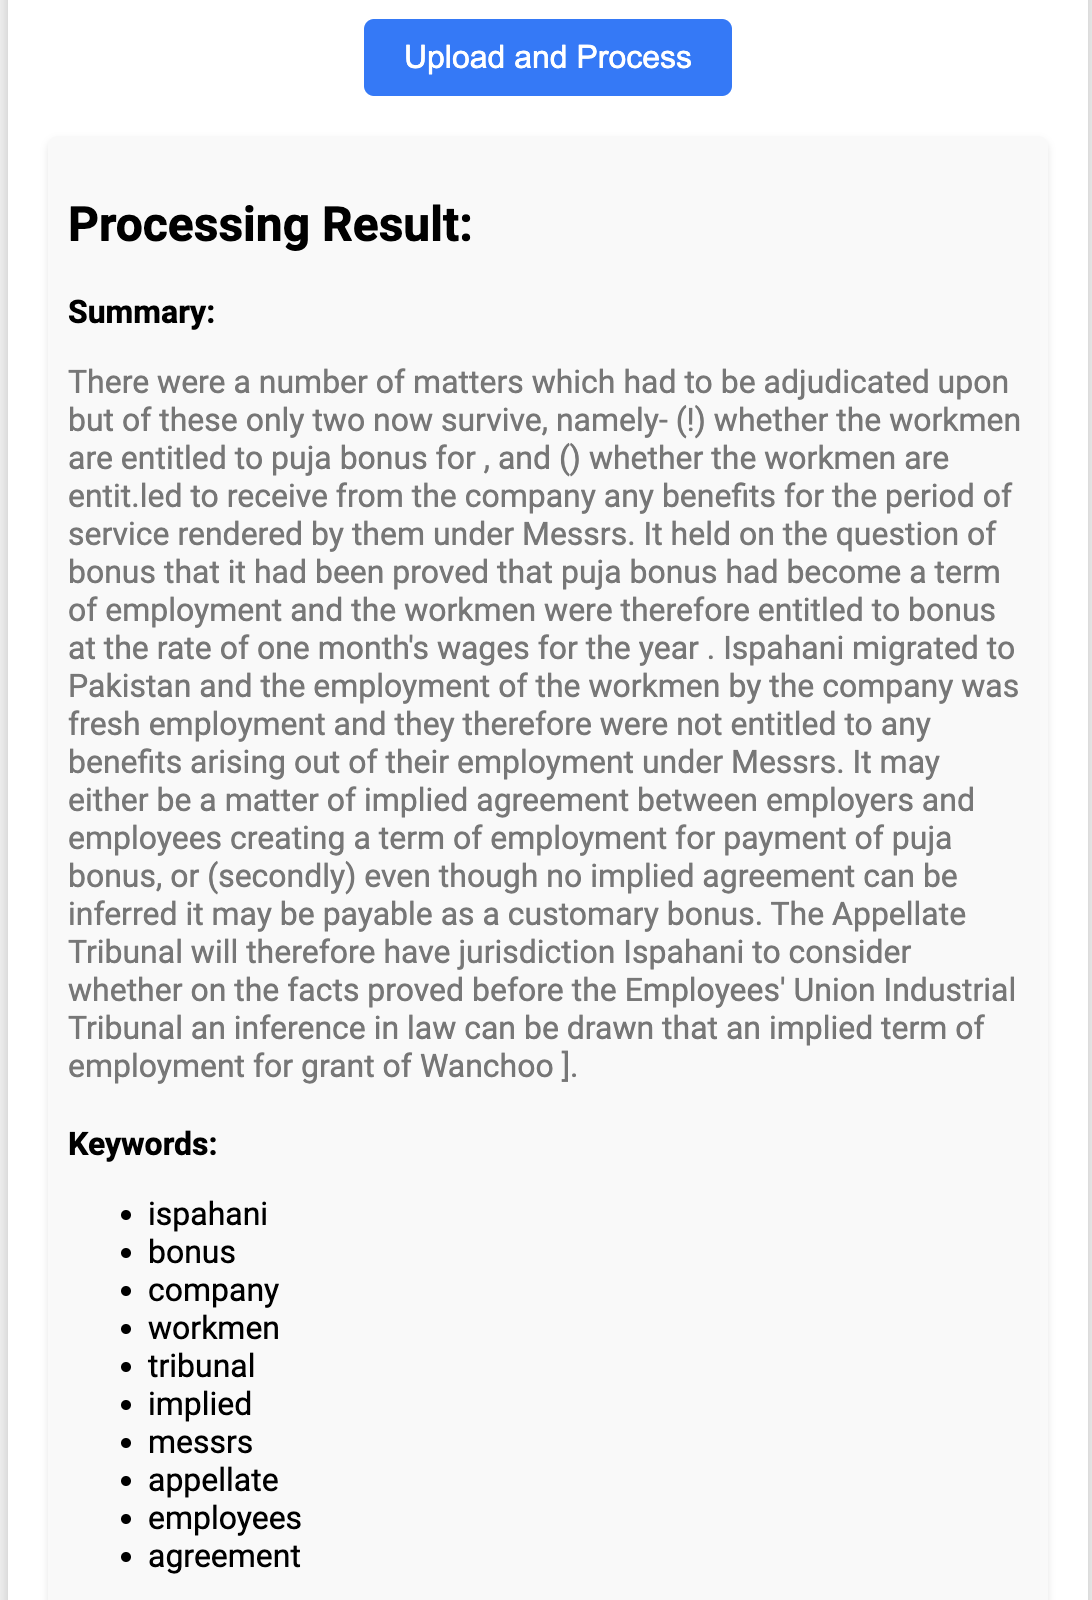 Upload and Process
Processing Result:
Summary:
There were a number of matters which had to be adjudicated upon
but of these only two now survive, namely- (!) whether the workmen
are entitled to puja bonus for , and () whether the workmen are
entit.led to receive from the company any benefits for the period of
service rendered by them under Messrs. It held on the question of
bonus that it had been proved that puja bonus had become a term
of employment and the workmen were therefore entitled to bonus
at the rate of one month's wages for the year . Ispahani migrated to
Pakistan and the employment of the workmen by the company was
fresh employment and they therefore were not entitled to any
benefits arising out of their employment under Messrs. It may
either be a matter of implied agreement between employers and
employees creating a term of employment for payment of puja
bonus, or (secondly) even though no implied agreement can be
inferred it may be payable as a customary bonus. The Appellate
Tribunal will therefore have jurisdiction Ispahani to consider
whether on the facts proved before the Employees' Union Industrial
Tribunal an inference in law can be drawn that an implied term of
employment for grant of Wanchoo ].
Keywords:
• ispahani
• bonus
• company
• workmen
• tribunal
• implied
• messrs
• appellate
• employees
• agreement